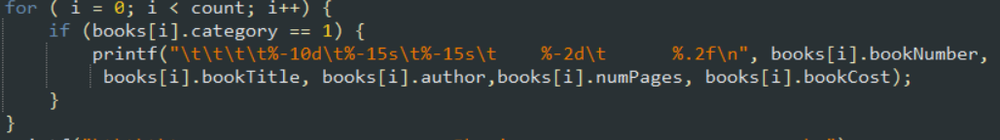 for ( i = 0; i < count; i++) {
    if (books[i].category == 1) {
        printf("\t\t\t\t%-10d\t%-15s\t%-15s\t    %-2d\t      %.2f\n", books[i].bookNumber,
         books[i].bookTitle, books[i].author,books[i].numPages, books[i].bookCost);
    }
}